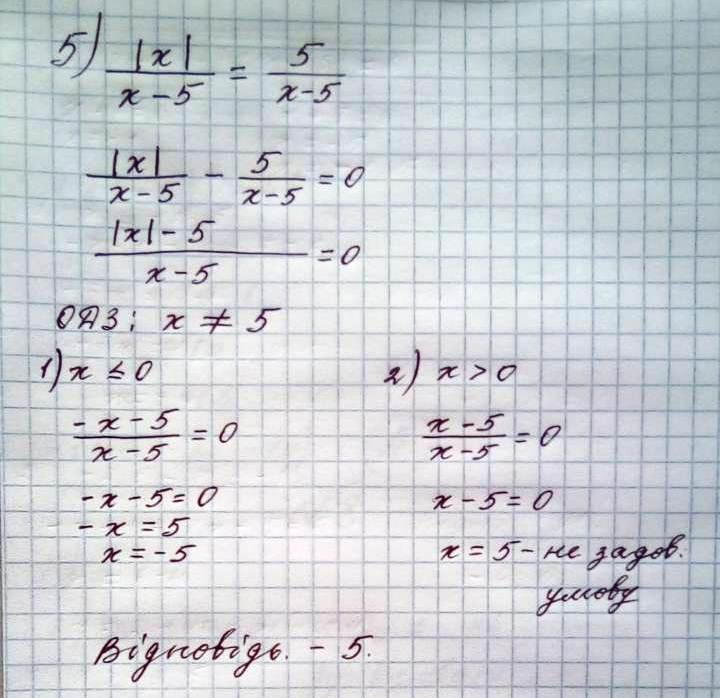 5) |x|/(x-5) = 5/(x-5)
|x|/(x-5) - 5/(x-5) = 0
(|x|-5)/(x-5) = 0
ОДЗ: x ≠ 5
1) x ≤ 0
(-x-5)/(x-5) = 0
-x-5=0
-x=5
x=-5
2) x > 0
(x-5)/(x-5) = 0
x-5=0
x=5 - не задов.
умову
Відповідь. - 5.